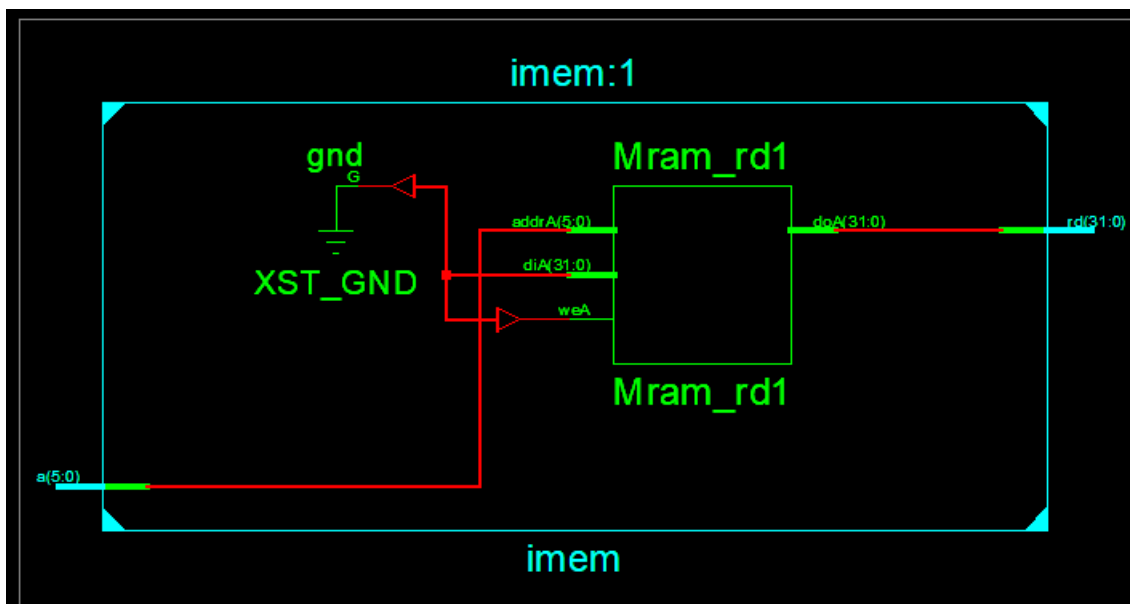 imem:1
gnd
G
XST_GND
Mram_rd1
addrA(5:0)
diA(31:0)
weA
doA(31:0)
Mram_rd1
rd(31:0)
a(5:0)
imem